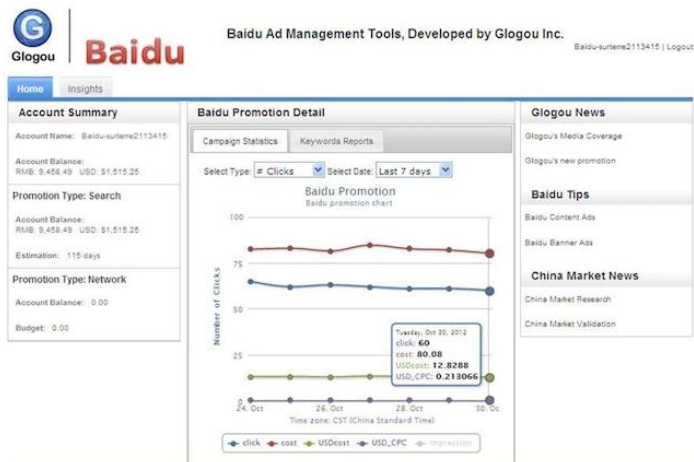 G
Glogou
Baidu
Baidu Ad Management Tools, Developed by Glogou Inc.
Baidu-surterre2113415 | Logout
Home
Insights
Account Summary
Account Name: Baidu-surterre2113415
Account Balance:
RMB: 9,458.49 USD: $1,515.25
Promotion Type: Search
Account Balance:
RMB: 9,458.49 USD: $1,515.25
Estimation: 115 days
Promotion Type: Network
Account Balance: 0.00
Budget: 0.00
Baidu Promotion Detail
Campaign Statistics
Keywords Reports
Select Type: # Clicks Select Date: Last 7 days
Baidu Promotion
Baidu promotion chart
Number of Clicks
100
75
50
25
0
Tuesday, Oct 30, 2012
click: 60
cost: 80.08
USDcost: 12.8288
USD_CPC: 0.213066
24. Oct 26. Oct 28. Oct 30. Oc
Time zone: CST (China Standard Time)
click cost USDcost USD_CPC Impression
Glogou News
Glogou's Media Coverage
Glogou's new promotion
Baidu Tips
Baidu Content Ads
Baidu Banner Ads
China Market News
China Market Research
China Market Validation